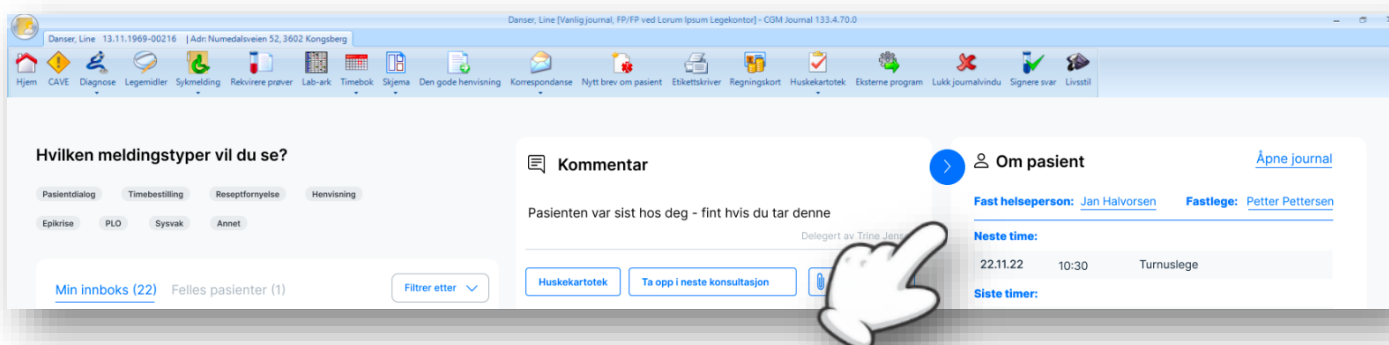 Danser, Line [Vanlig journal, FP/FP ved Lorum Ipsum Legekontor] - CGM Journal 133.4.70.0
Danser, Line 13.11.1969-00216 | Adr: Numedalsveien 52, 3602 Kongsberg
Hjem CAVE Diagnose Legemidler Sykmelding Rekvirere prøver Lab-ark Timebok Skjema Den gode henvisning Korrespondanse Nytt brev om pasient Etikettskriver Regningskort Huskekartotek Eksterne program Lukk journalvindu Signere svar Livsstil
Hvilken meldingstyper vil du se?
Pasientdialog Timebestilling Reseptfornyelse Henvisning
Epikrise PLO Sysvak Annet
Min innboks (22) Felles pasienter (1) Filtrer etter
Kommentar
Pasienten var sist hos deg - fint hvis du tar denne
Delegert av Trine
Huskekartotek Ta opp i neste konsultasjon
Om pasient Åpne journal
Fast helseperson: Jan Halvorsen Fastlege: Petter Pettersen
Neste time:
22.11.22 10:30 Turnuslege
Siste timer: